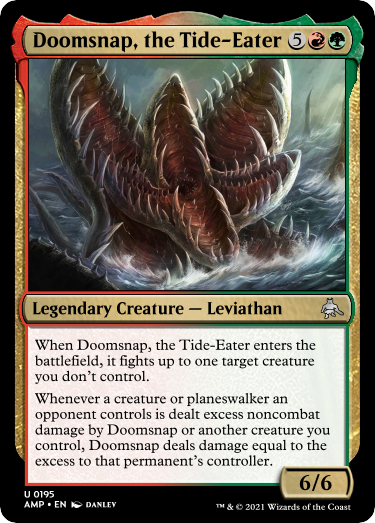 Doomsnap, the Tide-Eater 5
Legendary Creature — Leviathan
When Doomsnap, the Tide-Eater enters the
battlefield, it fights up to one target creature
you don't control.
Whenever a creature or planeswalker an
opponent controls is dealt excess noncombat
damage by Doomsnap or another creature you
control, Doomsnap deals damage equal to the
excess to that permanent's controller.
6/6
U 0195
AMP • EN DANLEV
™ & © 2021 Wizards of the Coast